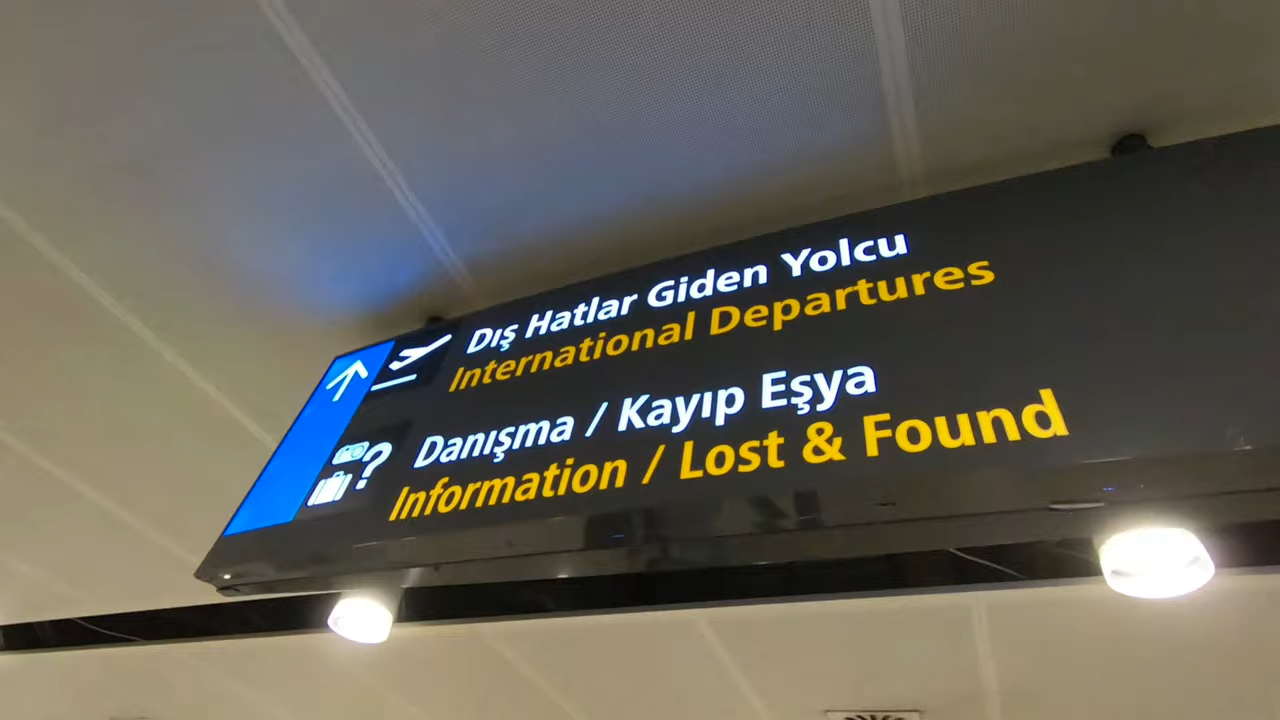 Dış Hatlar Giden Yolcu
International Departures
Danışma / Kayıp Eşya
Information / Lost & Found